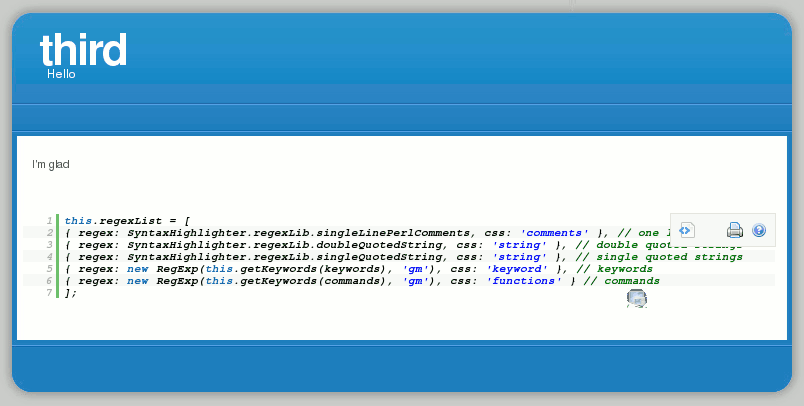 third
Hello
I'm glad
1 this.regexList = [
2 { regex: SyntaxHighlighter.regexLib.singleLinePerlComments, css: 'comments' }, // one
3 { regex: SyntaxHighlighter.regexLib.doubleQuotedString, css: 'string' }, // double quoted strings
4 { regex: SyntaxHighlighter.regexLib.singleQuotedString, css: 'string' }, // single quoted strings
5 { regex: new RegExp(this.getKeywords(keywords), 'gm'), css: 'keyword' }, // keywords
6 { regex: new RegExp(this.getKeywords(commands), 'gm'), css: 'functions' } // commands
7 ];